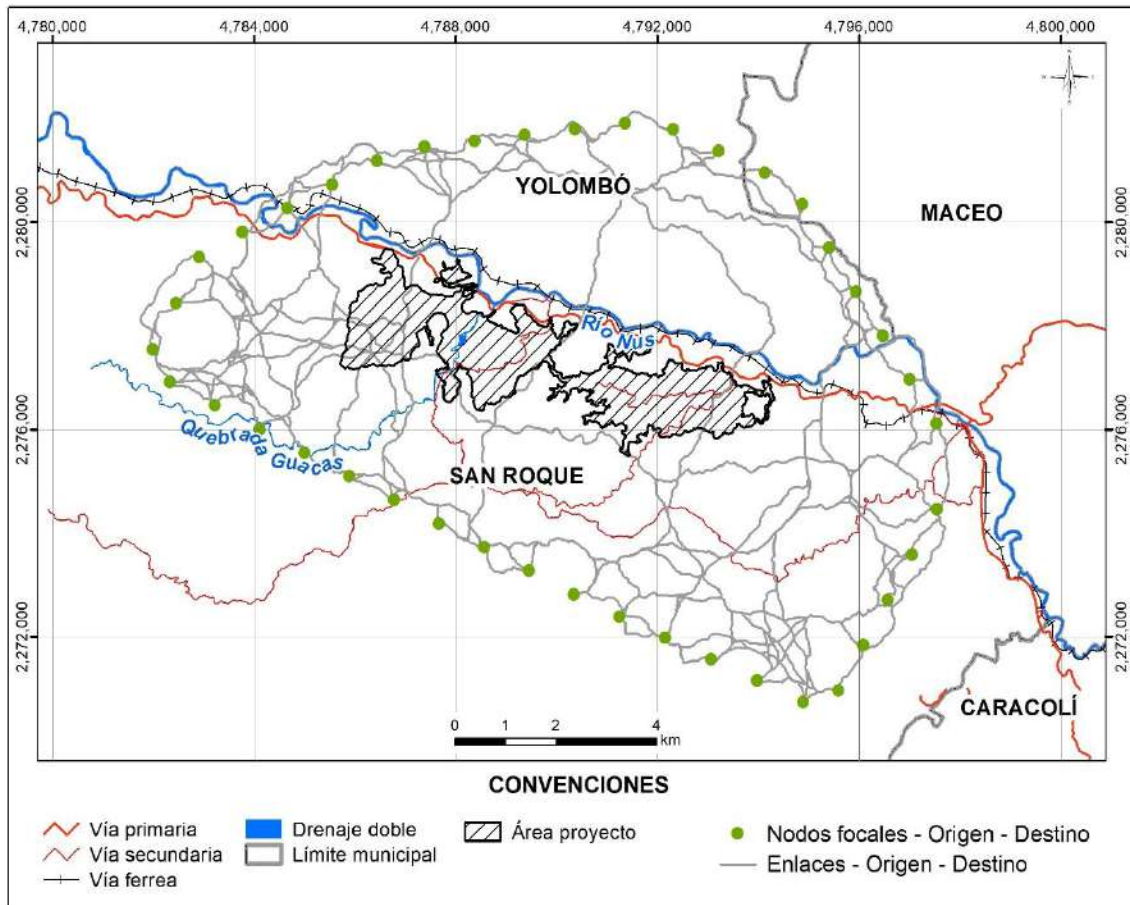 4,780,000 4,784,000 4,788,000 4,792,000 4,796,000 4,800,000
YOLOMBÓ
MACEO
2,280,000 2,280,000
Río Nus
2,276,000 2,276,000
Quebrada Guacas
SAN ROQUE
2,272,000 2,272,000
CARACOLÍ
0 1 2 4
km
CONVENCIONES
Vía primaria
Vía secundaria
Vía ferrea
Drenaje doble
Límite municipal
Área proyecto
Nodos focales - Origen - Destino
Enlaces - Origen - Destino